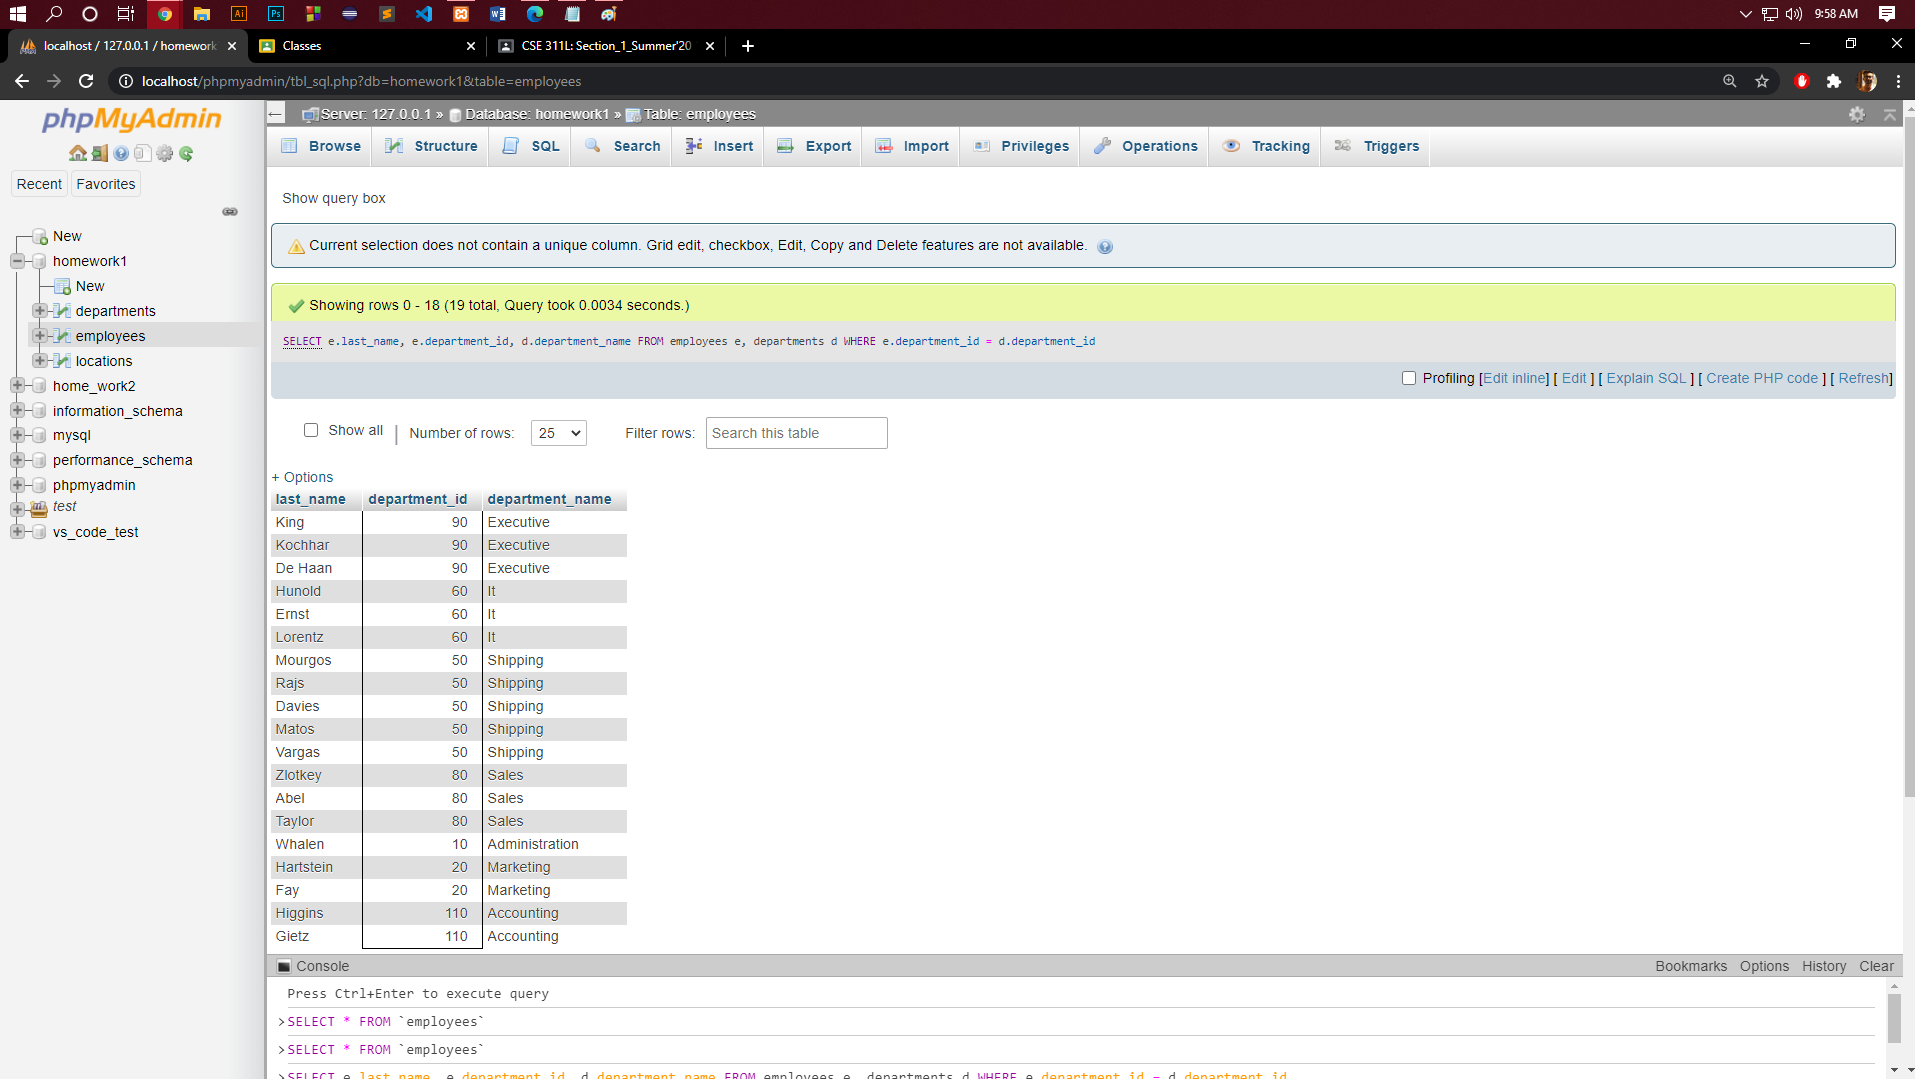 9:58 AM
localhost / 127.0.0.1 / homework
Classes
CSE 311L: Section_1_Summer'20
localhost/phpmyadmin/tbl_sql.php?db=homework1&table=employees
phpMyAdmin
Recent Favorites
New
homework1
New
departments
employees
locations
home_work2
information_schema
mysql
performance_schema
phpmyadmin
test
vs_code_test
Server: 127.0.0.1 » Database: homework1 » Table: employees
Browse Structure SQL Search Insert Export Import Privileges Operations Tracking Triggers
Show query box
Current selection does not contain a unique column. Grid edit, checkbox, Edit, Copy and Delete features are not available.
Showing rows 0 - 18 (19 total, Query took 0.0034 seconds.)
SELECT e.last_name, e.department_id, d.department_name FROM employees e, departments d WHERE e.department_id = d.department_id
Profiling [Edit inline] [ Edit ] [ Explain SQL ] [ Create PHP code ] [ Refresh]
Show all | Number of rows: 25 Filter rows: Search this table
+ Options
last_name department_id department_name
King 90 Executive
Kochhar 90 Executive
De Haan 90 Executive
Hunold 60 It
Ernst 60 It
Lorentz 60 It
Mourgos 50 Shipping
Rajs 50 Shipping
Davies 50 Shipping
Matos 50 Shipping
Vargas 50 Shipping
Zlotkey 80 Sales
Abel 80 Sales
Taylor 80 Sales
Whalen 10 Administration
Hartstein 20 Marketing
Fay 20 Marketing
Higgins 110 Accounting
Gietz 110 Accounting
Console Bookmarks Options History Clear
Press Ctrl+Enter to execute query
>SELECT * FROM `employees`
>SELECT * FROM `employees`
>SELECT e.last_name, e.department_id, d.department_name FROM employees e, departments d WHERE e.department_id = d.department_id